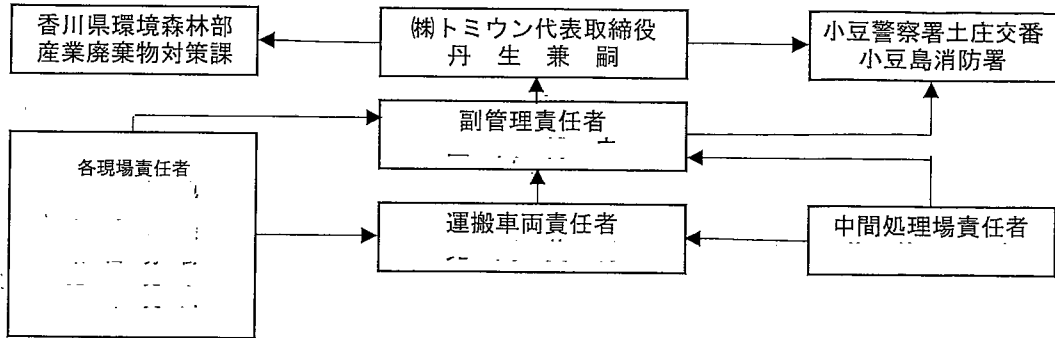 香川県環境森林部
産業廃棄物対策課
㈱トミウン代表取締役
丹 生 兼 嗣
小豆警察署土庄交番
小豆島消防署
副管理責任者
各現場責任者
運搬車両責任者
中間処理場責任者